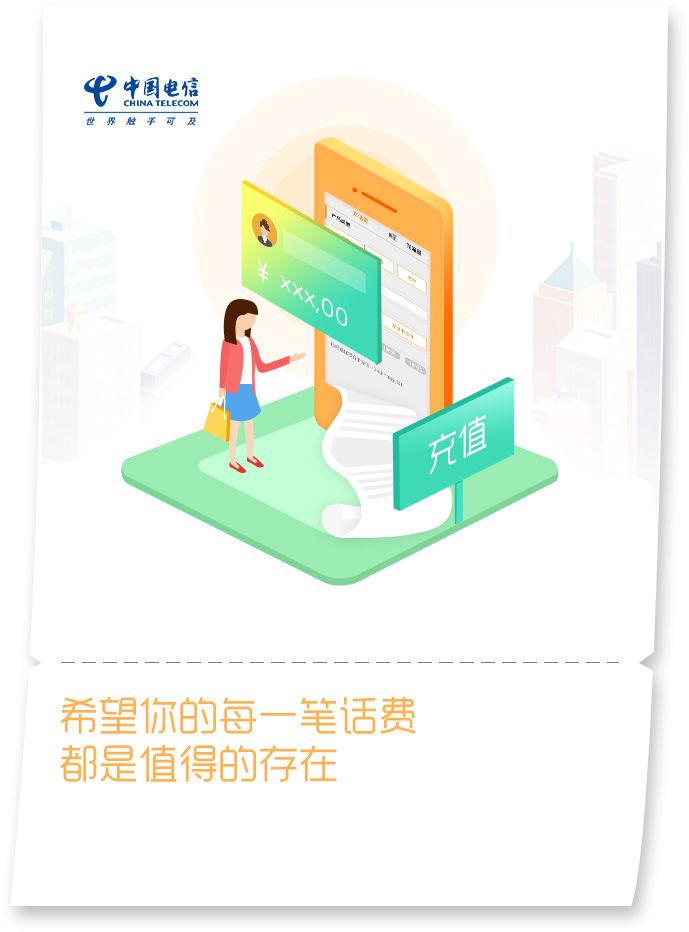 中国电信
CHINA TELECOM
世界触手可及
¥ xxx,00
充值
希望你的每一笔话费
都是值得的存在